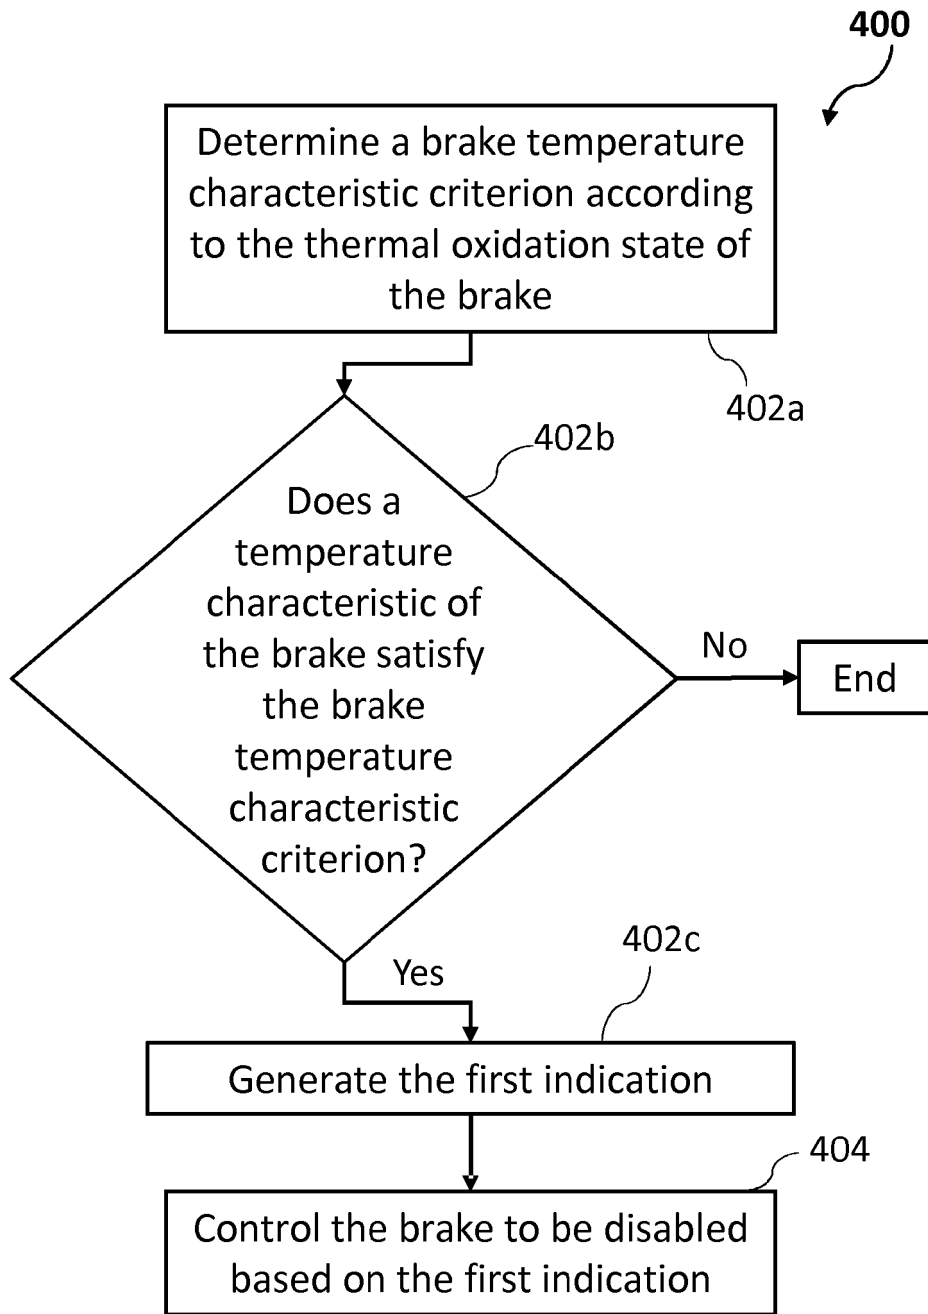 400
Determine a brake temperature
characteristic criterion according
to the thermal oxidation state of
the brake
402a
402b
Does a
temperature
characteristic of
the brake satisfy
the brake
temperature
characteristic
criterion?
No
End
Yes
402c
Generate the first indication
404
Control the brake to be disabled
based on the first indication